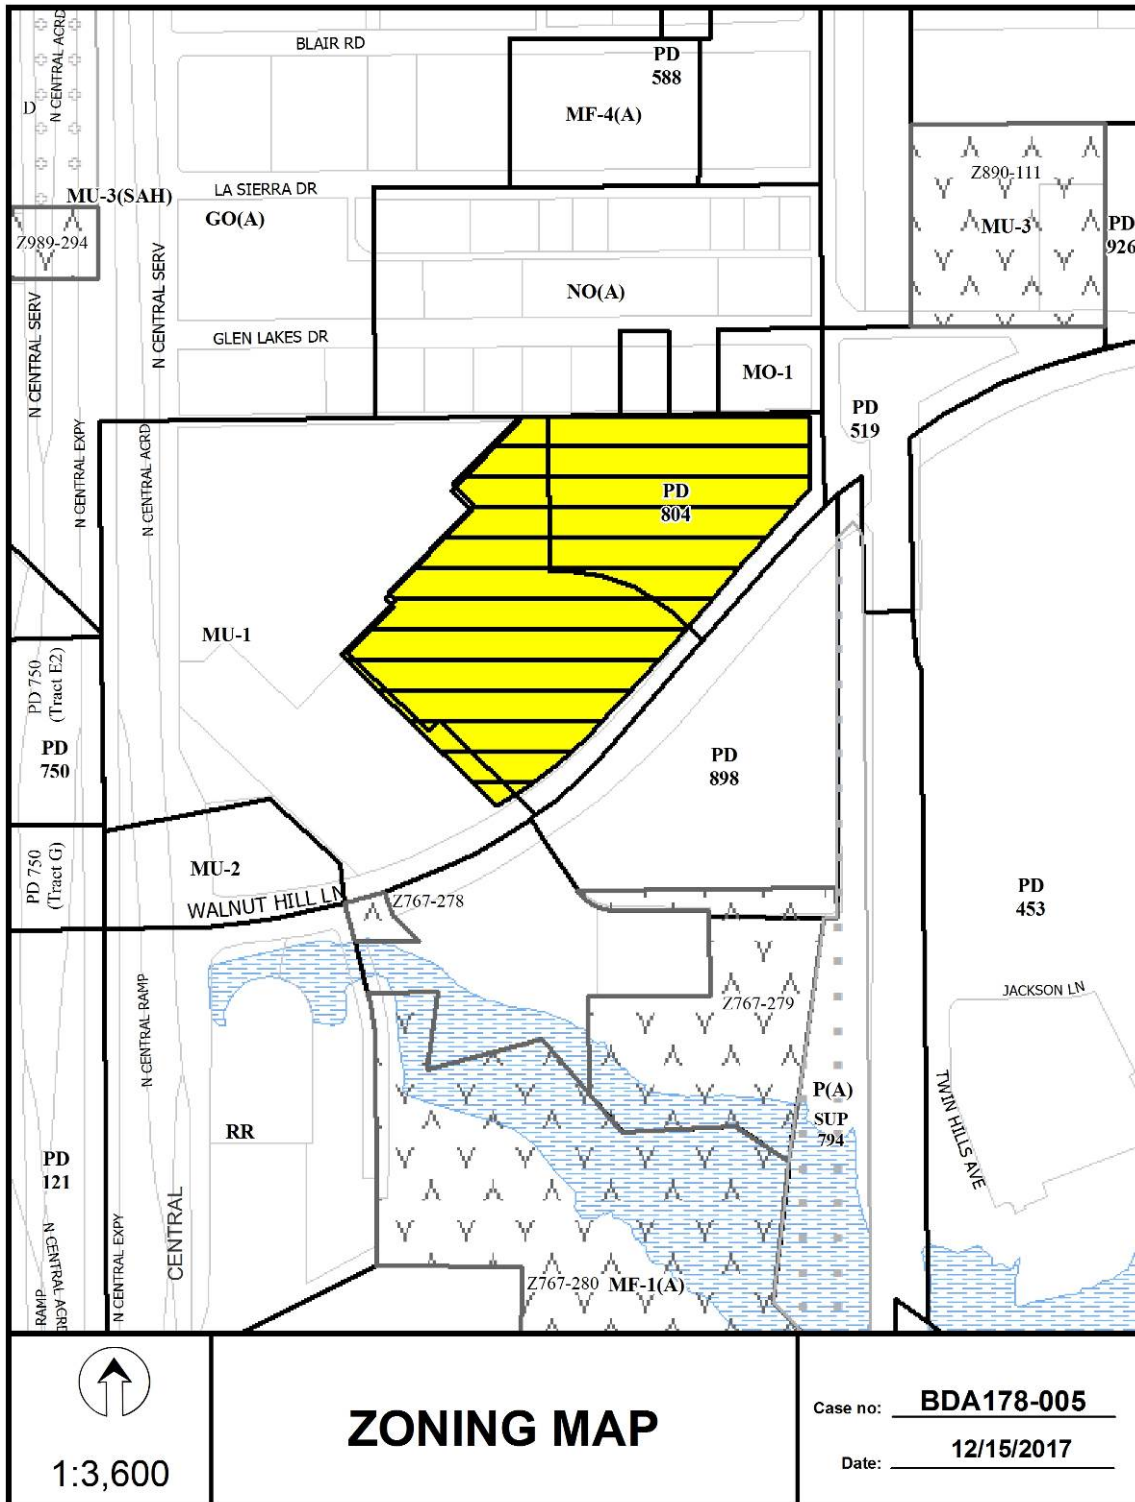 BLAIR RD
PD
588
N CENTRAL ACRD
D
MF-4(A)
LA SIERRA DR
MU-3(SAH)
GO(A)
Z890-111
MU-3
PD
926
Z989-294
N CENTRAL SERV
N CENTRAL SERV
NO(A)
GLEN LAKES DR
MO-1
PD
519
N CENTRAL EXPY
N CENTRAL ACRD
PD
804
MU-1
PD 750
(Tract E2)
PD
750
PD
898
PD 750
(Tract G)
MU-2
WALNUT HILL LN
Z767-278
PD
453
Z767-279
JACKSON LN
N CENTRAL RAMP
P(A)
SUP
794
TWIN HILLS AVE
RR
PD
121
CENTRAL
N CENTRAL EXPY
N CENTRAL ACRD
RAMP
Z767-280
MF-1(A)
1:3,600
ZONING MAP
Case no: BDA178-005
Date: 12/15/2017